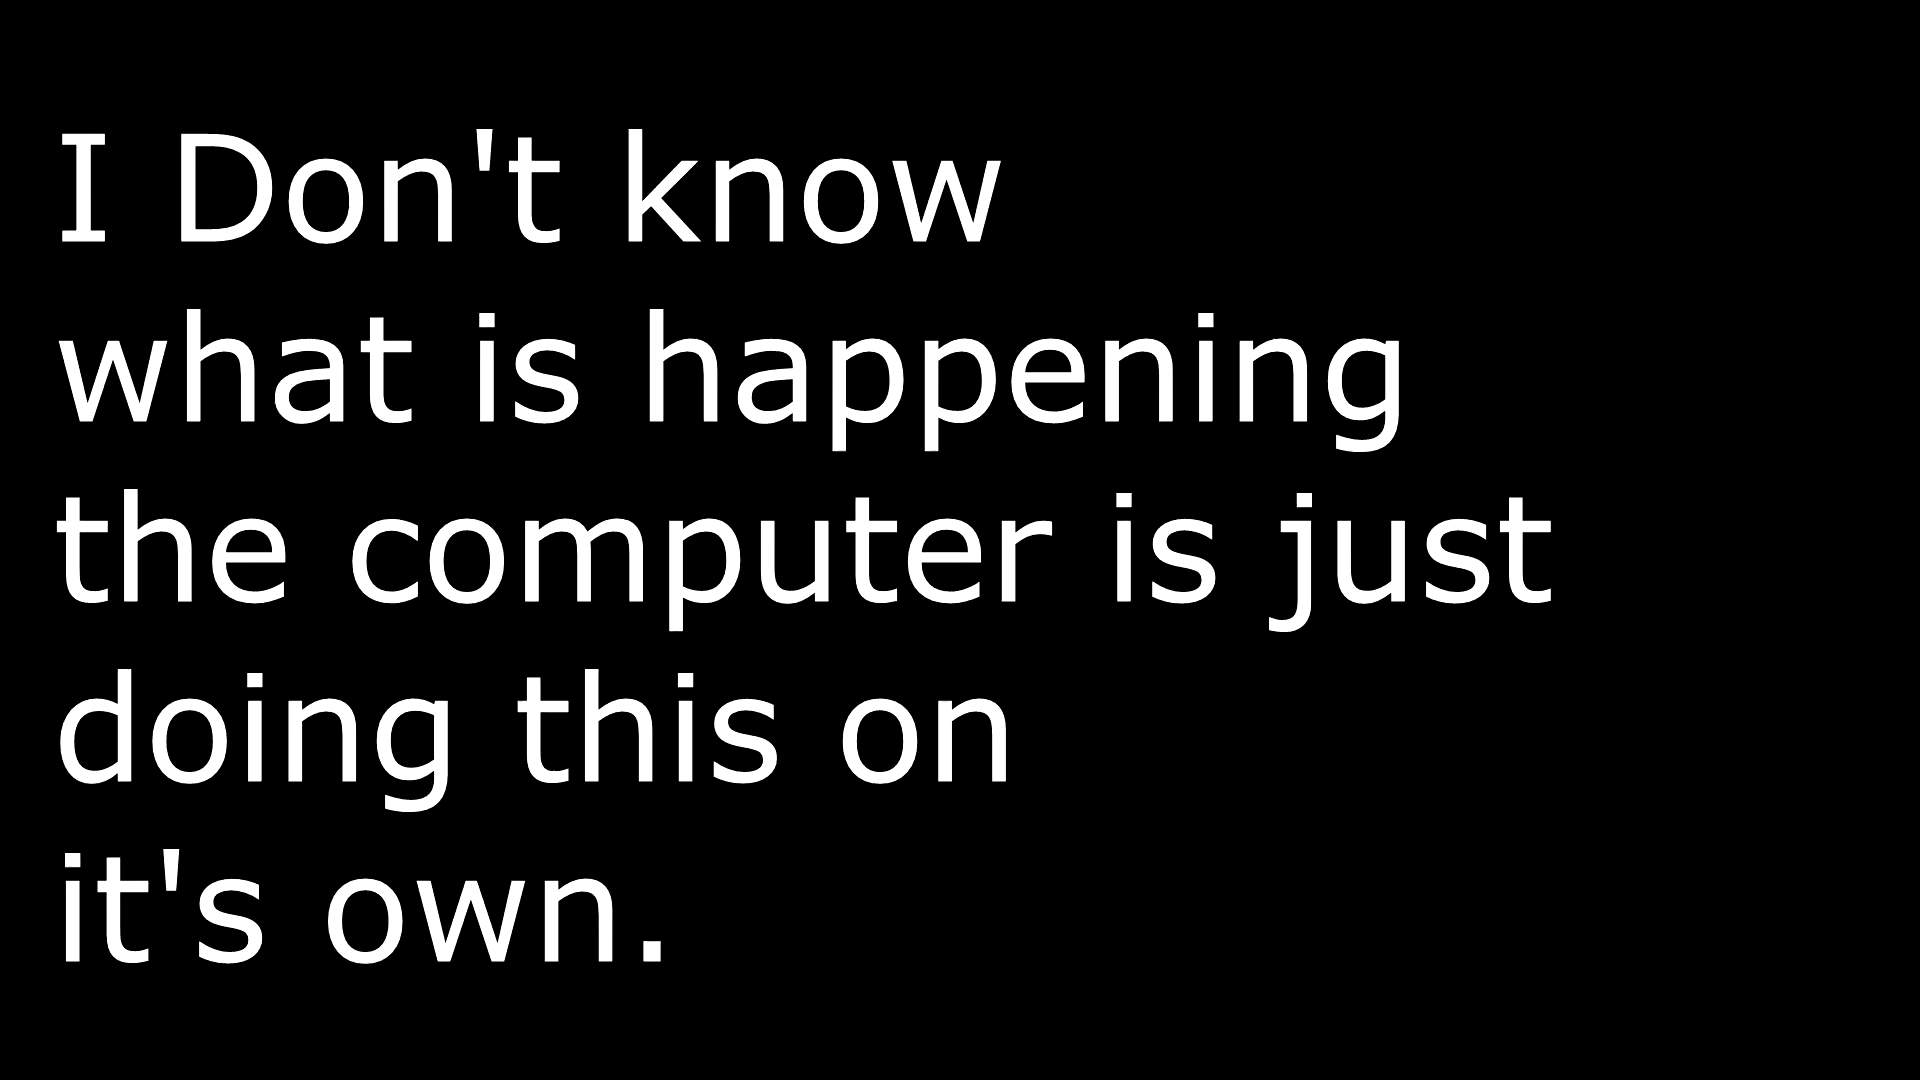 I Don't know
what is happening
the computer is just
doing this on
it's own.